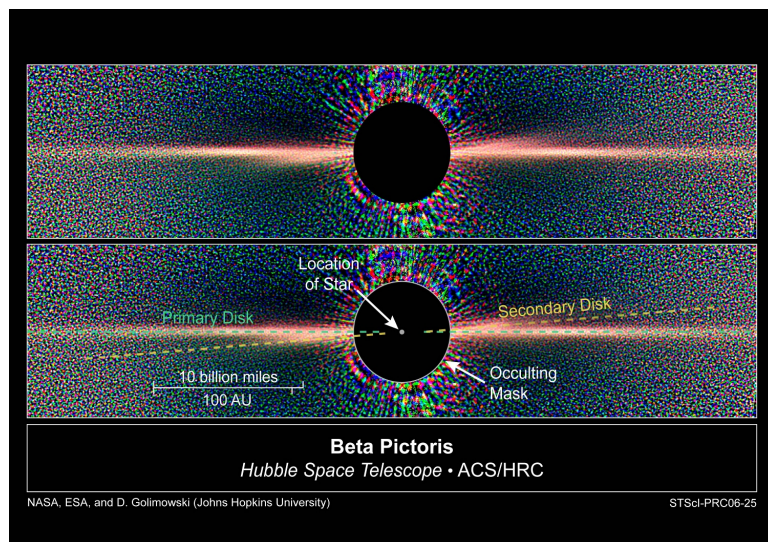 Location
of Star
Primary Disk
Secondary Disk
10 billion miles
100 AU
Occulting
Mask
Beta Pictoris
Hubble Space Telescope • ACS/HRC
NASA, ESA, and D. Golimowski (Johns Hopkins University)
STScI-PRC06-25